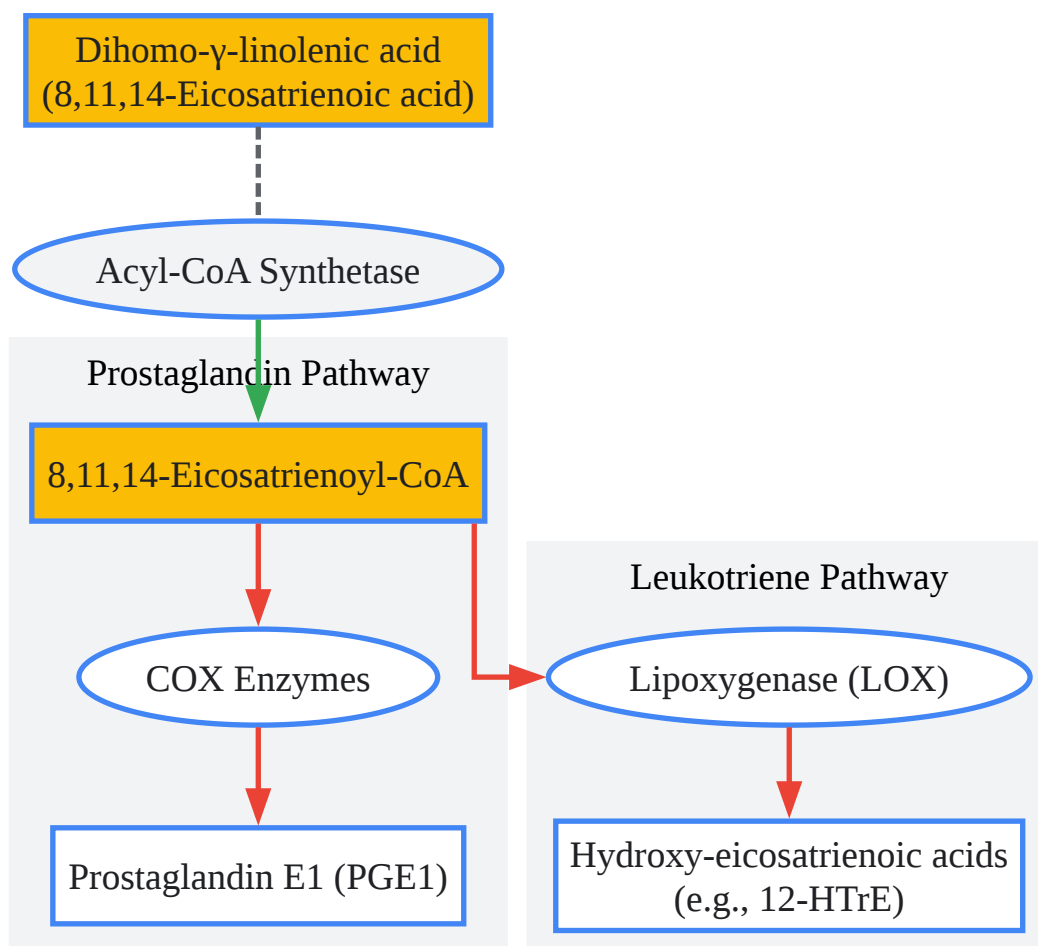 Dihomo-γ-linolenic acid
(8,11,14-Eicosatrienoic acid)
Acyl-CoA Synthetase
Prostaglandin Pathway
8,11,14-Eicosatrienoyl-CoA
Leukotriene Pathway
COX Enzymes
Lipoxygenase (LOX)
Prostaglandin E1 (PGE1)
Hydroxy-eicosatrienoic acids
(e.g., 12-HTrE)